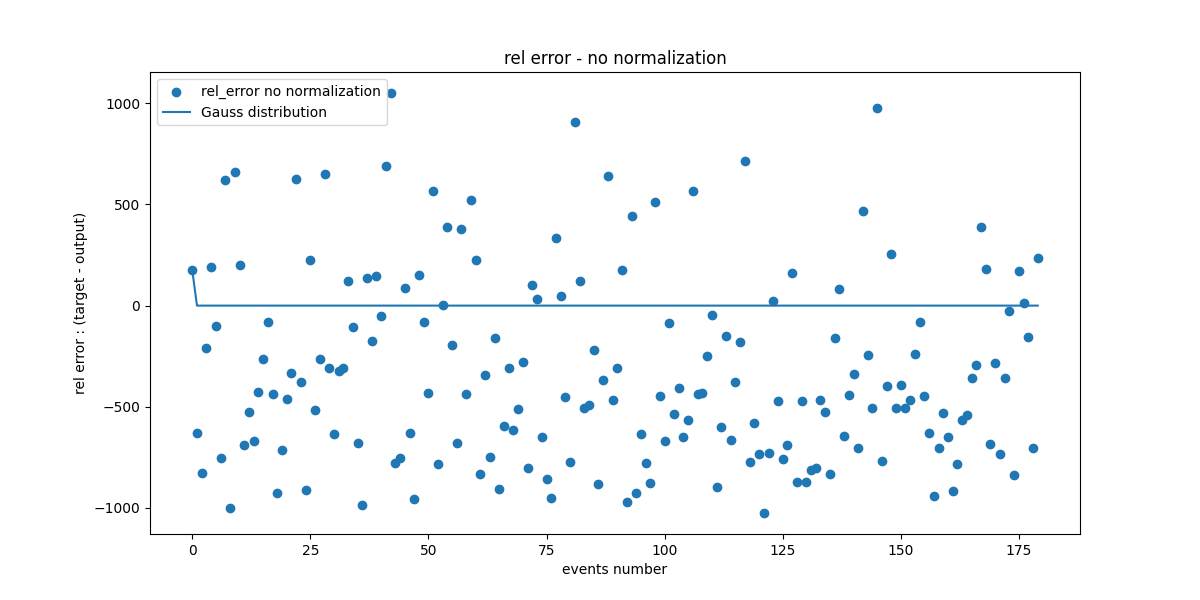 rel error - no normalization
rel_error no normalization
Gauss distribution
1000
500
0
−500
−1000
rel error : (target - output)
0
25
50
75
100
125
150
175
events number